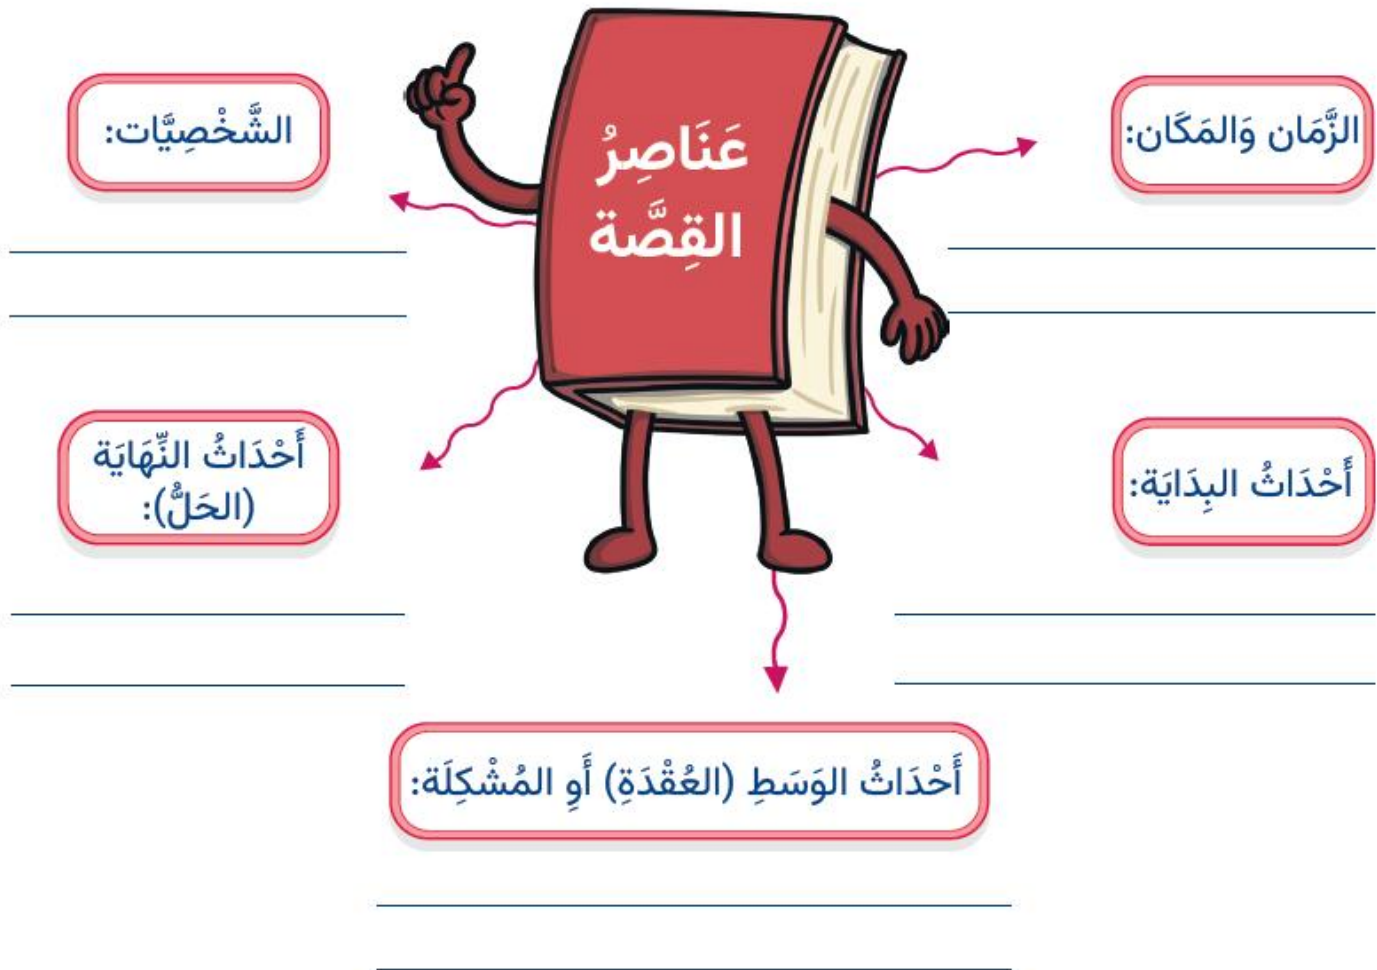 عَنَاصِرُ
القِصَّة
الزَّمَان وَالمَكَان:
الشَّخْصِيَّات:
أَحْدَاثُ البِدَايَة:
أَحْدَاثُ النِّهَايَة
(الحَلُّ):
أَحْدَاثُ الوَسَطِ (العُقْدَةِ) أَوِ المُشْكِلَة: